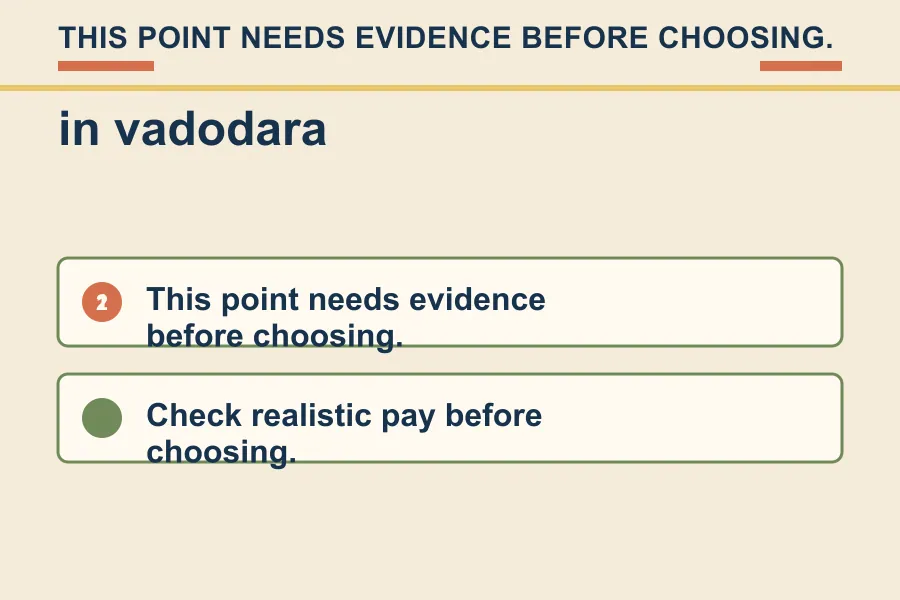 THIS POINT NEEDS EVIDENCE BEFORE CHOOSING.
in vadodara
2
This point needs evidence
before choosing.
Check realistic pay before
choosing.